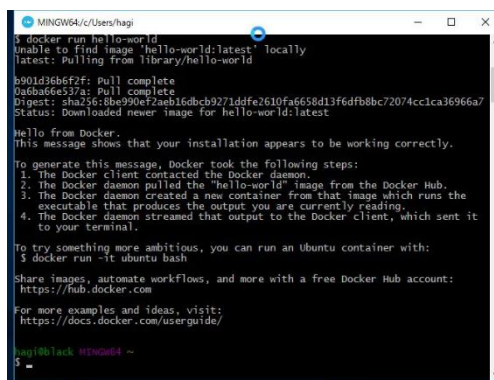 MINGW64:/c/Users/hagi
$ docker run hello-world
Unable to find image 'hello-world:latest' locally
latest: Pulling from library/hello-world
b901d36b6f2f: Pull complete
0a6ba66e537a: Pull complete
Digest: sha256:8be990ef2aeb16dbcb9271ddfe2610fa6658d13f6dfb8bc72074cc1ca36966a7
Status: Downloaded newer image for hello-world:latest
Hello from Docker.
This message shows that your installation appears to be working correctly.
To generate this message, Docker took the following steps:
1. The Docker client contacted the Docker daemon.
2. The Docker daemon pulled the "hello-world" image from the Docker Hub.
3. The Docker daemon created a new container from that image which runs the
executable that produces the output you are currently reading.
4. The Docker daemon streamed that output to the Docker client, which sent it
to your terminal.
To try something more ambitious, you can run an Ubuntu container with:
$ docker run -it ubuntu bash
Share images, automate workflows, and more with a free Docker Hub account:
https://hub.docker.com
For more examples and ideas, visit:
https://docs.docker.com/userguide/
hagi@black MINGW64 ~
$